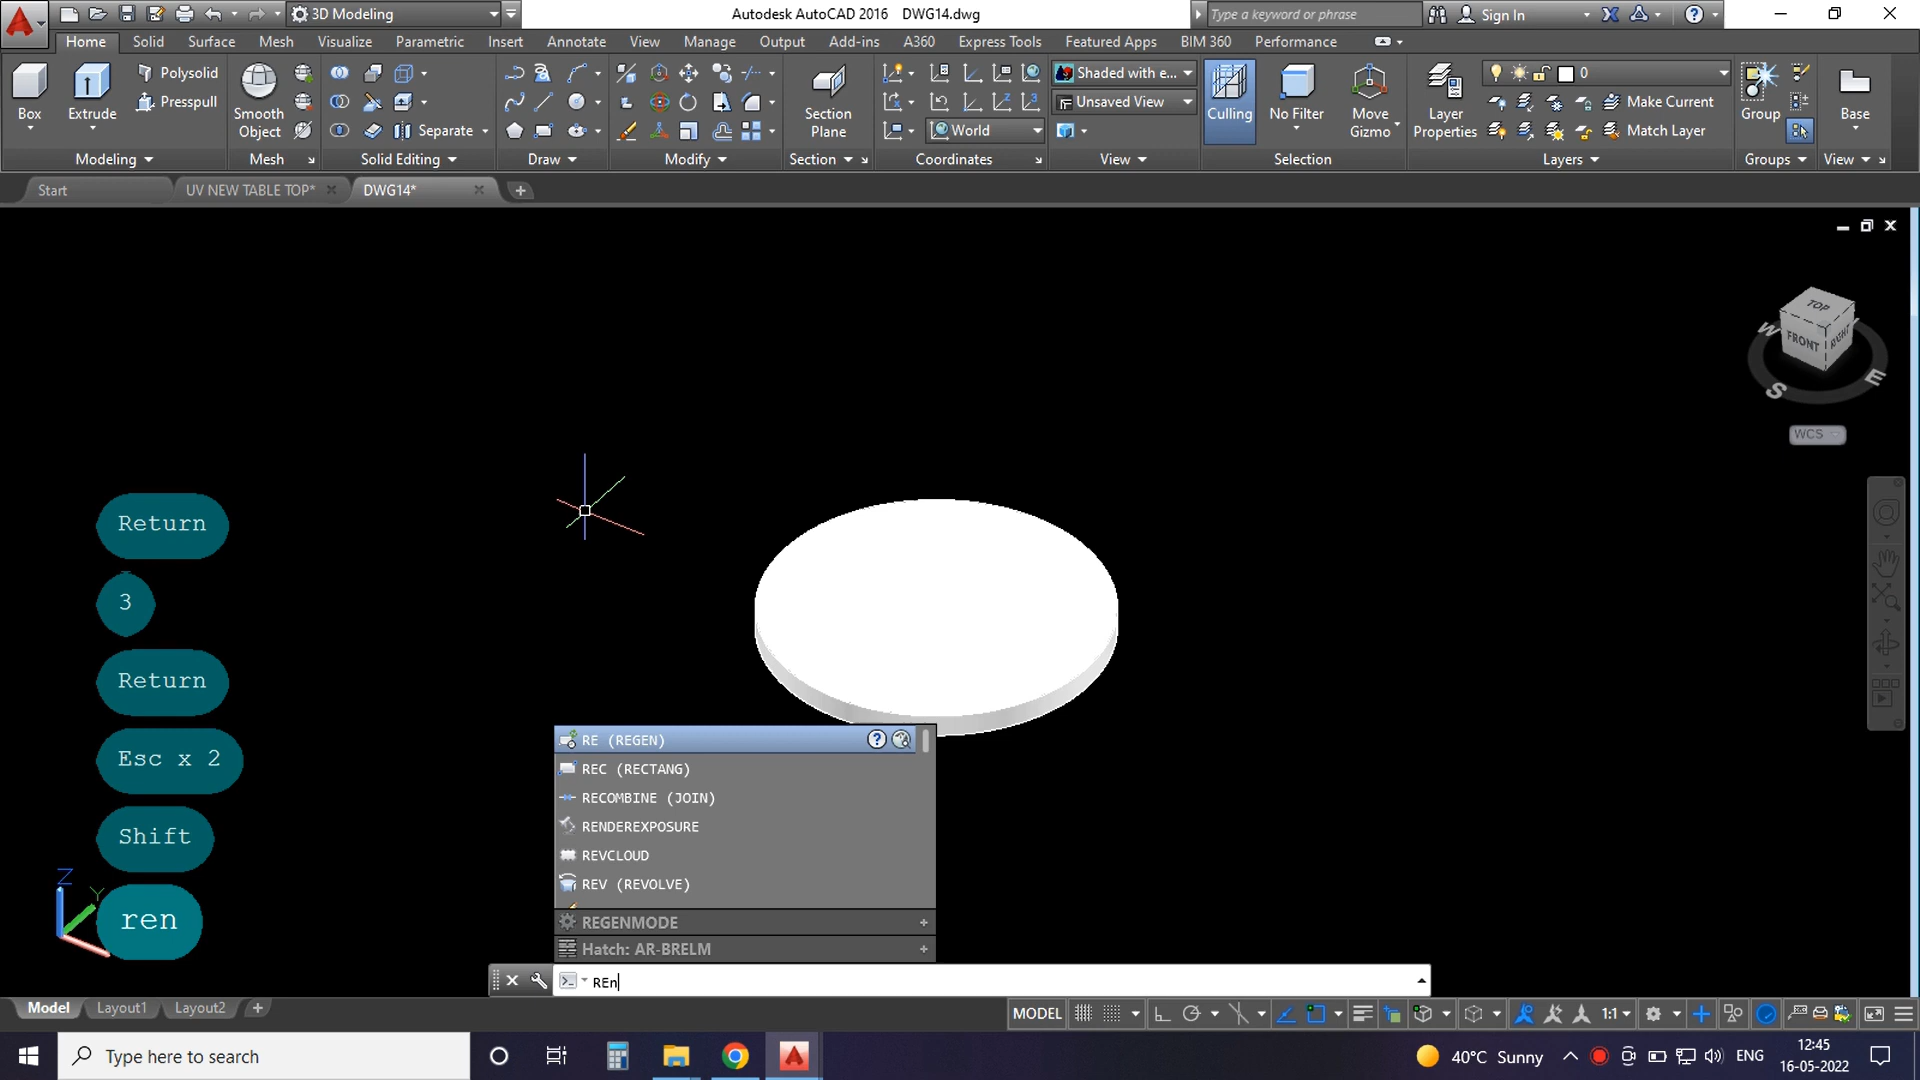 3D Modeling
Autodesk AutoCAD 2016 DWG14.dwg
Type a keyword or phrase
Sign In
Home Solid Surface Mesh Visualize Parametric Insert Annotate View Manage Output Add-ins A360 Express Tools Featured Apps BIM 360 Performance
Box
Extrude
Polysolid
Presspull
Modeling
Smooth
Object
Mesh
Separate
Solid Editing
Draw
Modify
Section
Plane
Section
World
Coordinates
Shaded with e...
Unsaved View
View
Culling
No Filter
Move
Gizmo
Selection
Layer
Properties
0
Make Current
Match Layer
Layers
Group
Groups
Base
View
Start
UV NEW TABLE TOP*
DWG14*
TOP
FRONT
RIGHT
W
S
E
WCS
Return
3
Return
Esc x 2
Shift
ren
Z
Y
RE (REGEN)
REC (RECTANG)
RECOMBINE (JOIN)
RENDEREXPOSURE
REVCLOUD
REV (REVOLVE)
REGENMODE
Hatch: AR-BRELM
REn
Model Layout1 Layout2
MODEL
1:1
Type here to search
40°C Sunny
ENG
12:45
16-05-2022